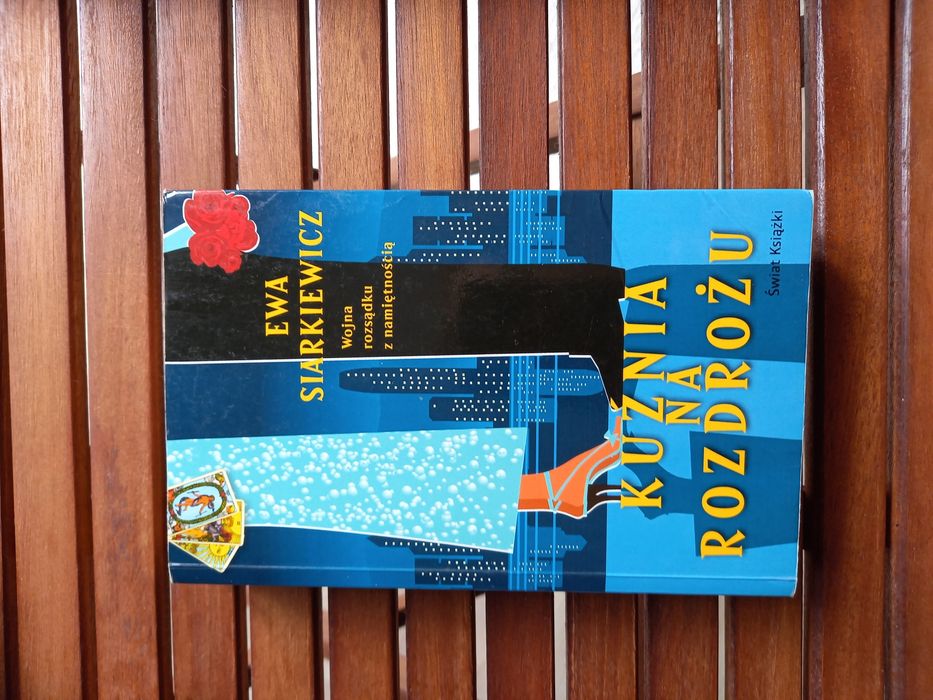 EWA
SIARKIEWICZ
Wojna
rozsądku
z namiętnością
KUŹNIA
NA
ROZDROŻU
Świat Książki